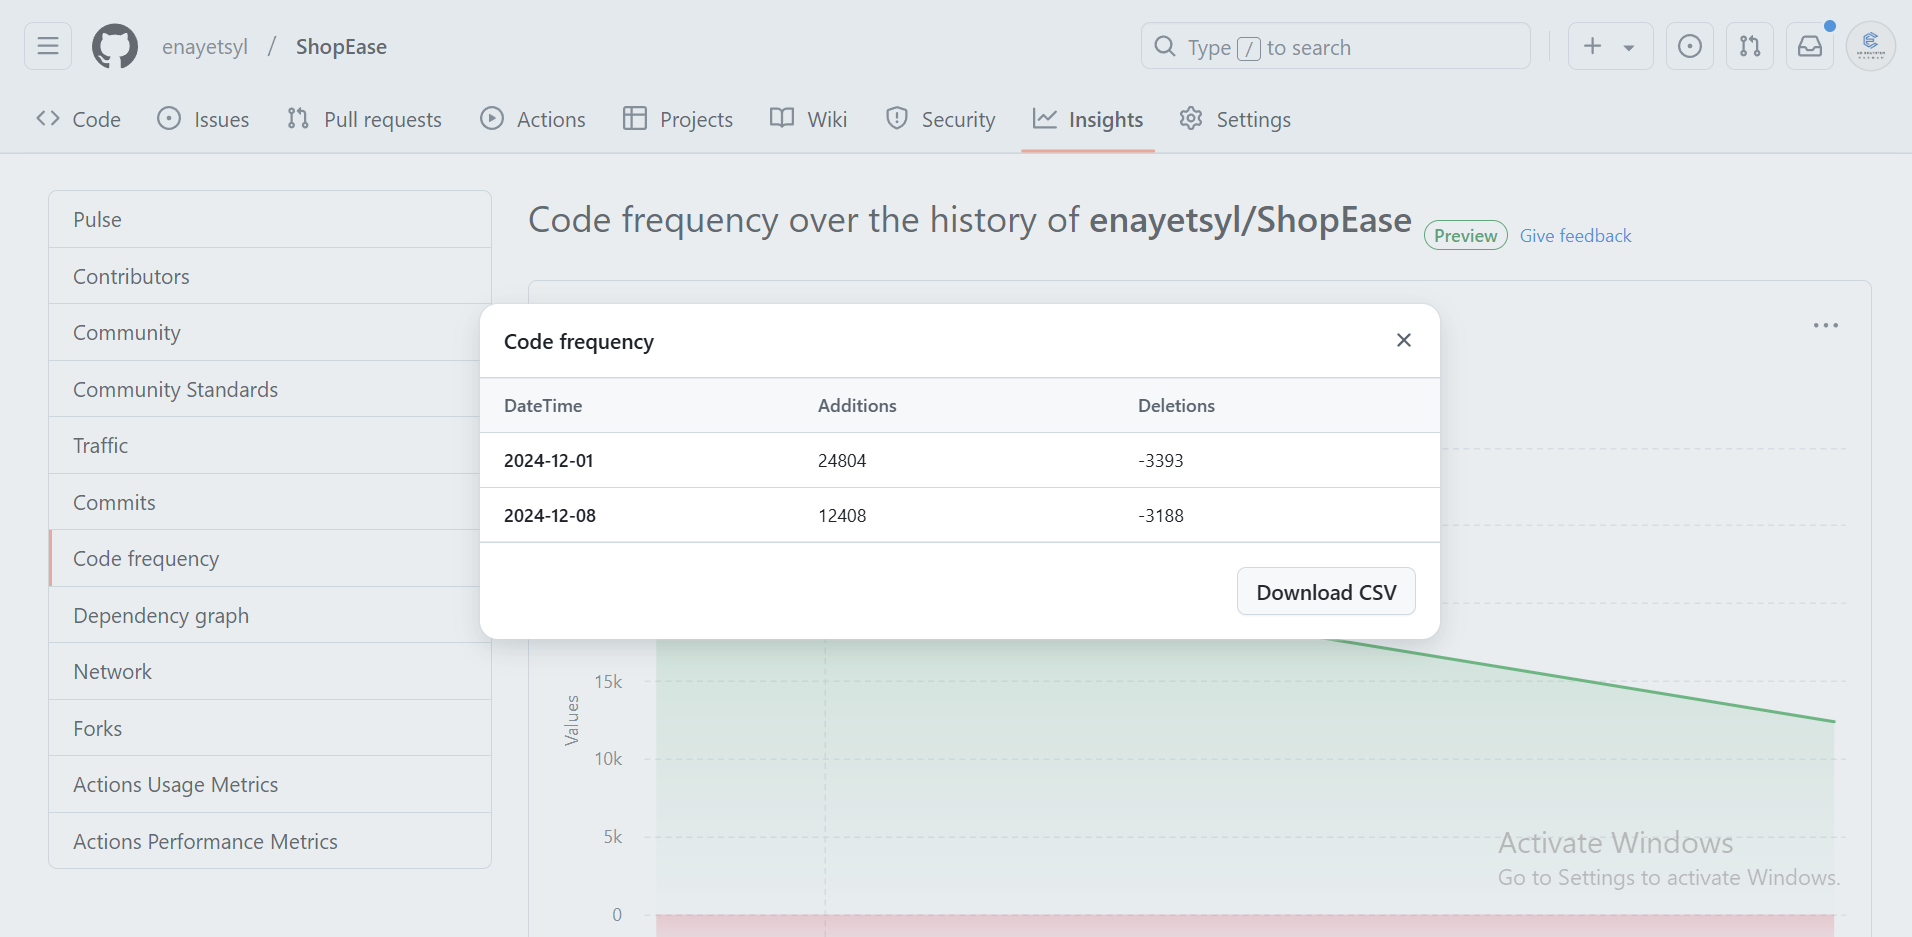 enayetsyl / ShopEase
Type / to search
Code Issues Pull requests Actions Projects Wiki Security Insights Settings
Pulse
Contributors
Community
Community Standards
Traffic
Commits
Code frequency
Dependency graph
Network
Forks
Actions Usage Metrics
Actions Performance Metrics
Code frequency over the history of enayetsyl/ShopEase Preview Give feedback
Code frequency
DateTime Additions Deletions
2024-12-01 24804 -3393
2024-12-08 12408 -3188
Download CSV
Values
15k
10k
5k
0
Activate Windows
Go to Settings to activate Windows.